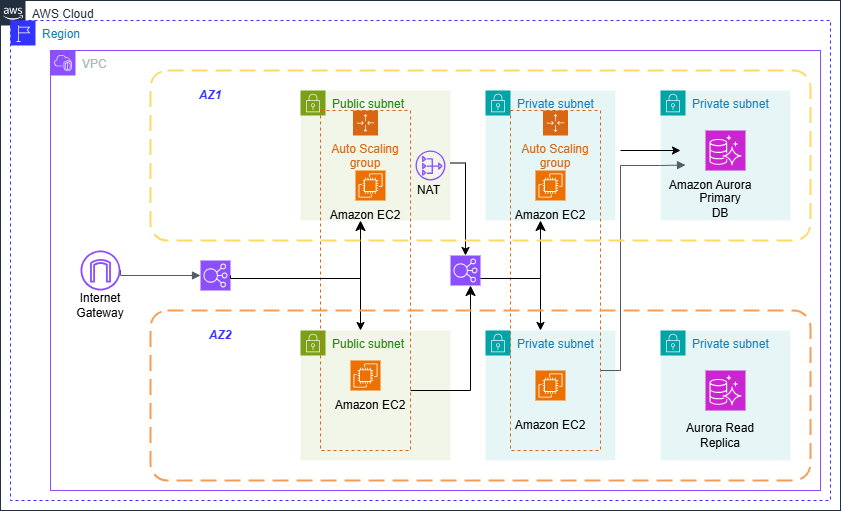 aws
AWS Cloud
Region
VPC
AZ1
Public subnet
Auto Scaling
group
Amazon EC2
NAT
Private subnet
Auto Scaling
group
Amazon EC2
Private subnet
Amazon Aurora
Primary
DB
Internet
Gateway
AZ2
Public subnet
Amazon EC2
Private subnet
Amazon EC2
Private subnet
Aurora Read
Replica